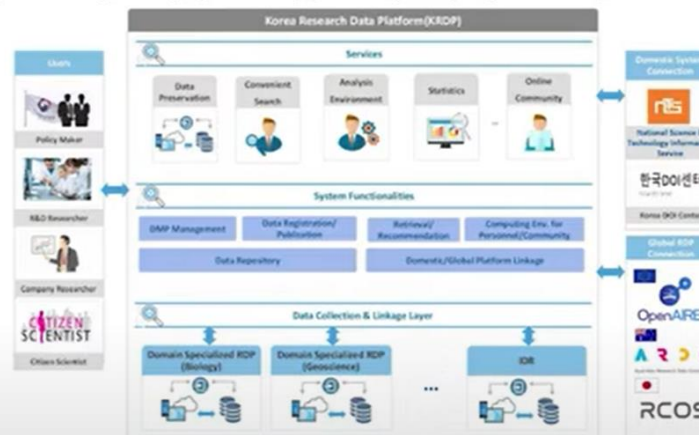 Korea Research Data Platform(KRDP)
Users
Policy Maker
R&D Researcher
Company Researcher
CITIZEN
SCIENTIST
Citizen Scientist
Services
Data
Preservation
Convenient
Search
Analysis
Environment
Statistics
Online
Community
System Functionalities
DMP Management
Data Registration/
Publication
Retrieval/
Recommendation
Computing Env. for
Personnel/Community
Data Repository
Domestic/Global Platform Linkage
Data Collection & Linkage Layer
Domain Specialized RDP
(Biology)
Domain Specialized RDP
(Geoscience)
...
IDR
Domestic System
Connection
National Science
Technology Informa
Service
한국DOI센터
Korea DOI Center
Global RDP
Connection
OpenAIRE
ARD
RCOS